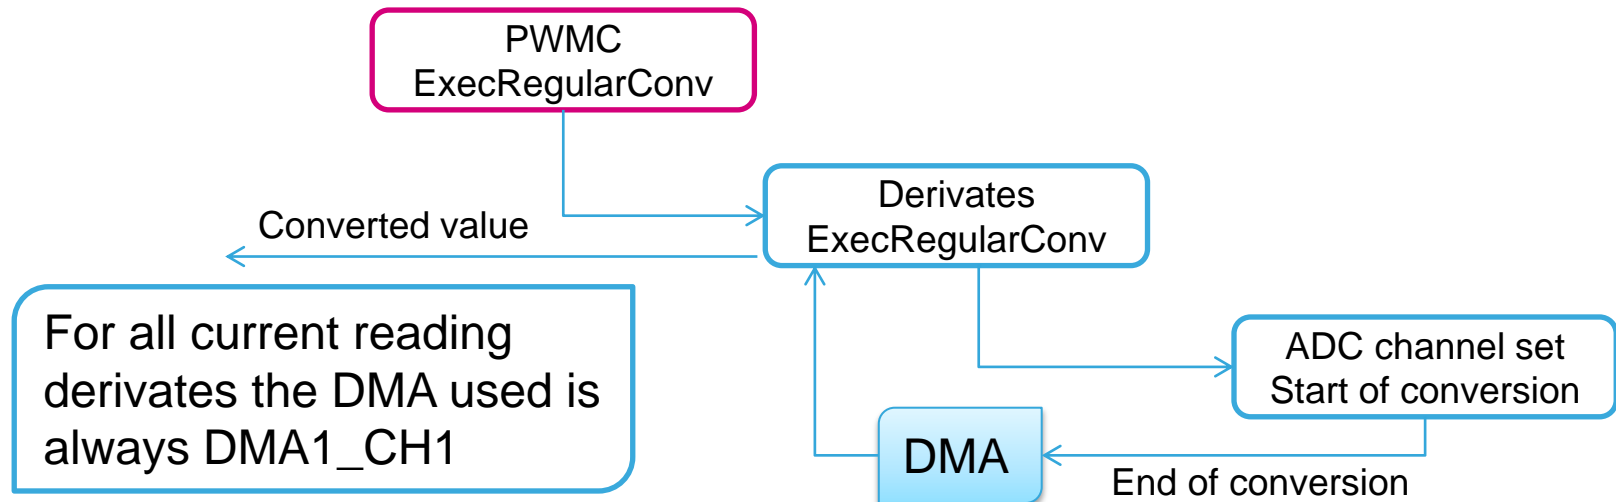 PWMC
ExecRegularConv
Derivates
ExecRegularConv
Converted value
For all current reading
derivates the DMA used is
always DMA1_CH1
ADC channel set
Start of conversion
DMA
End of conversion